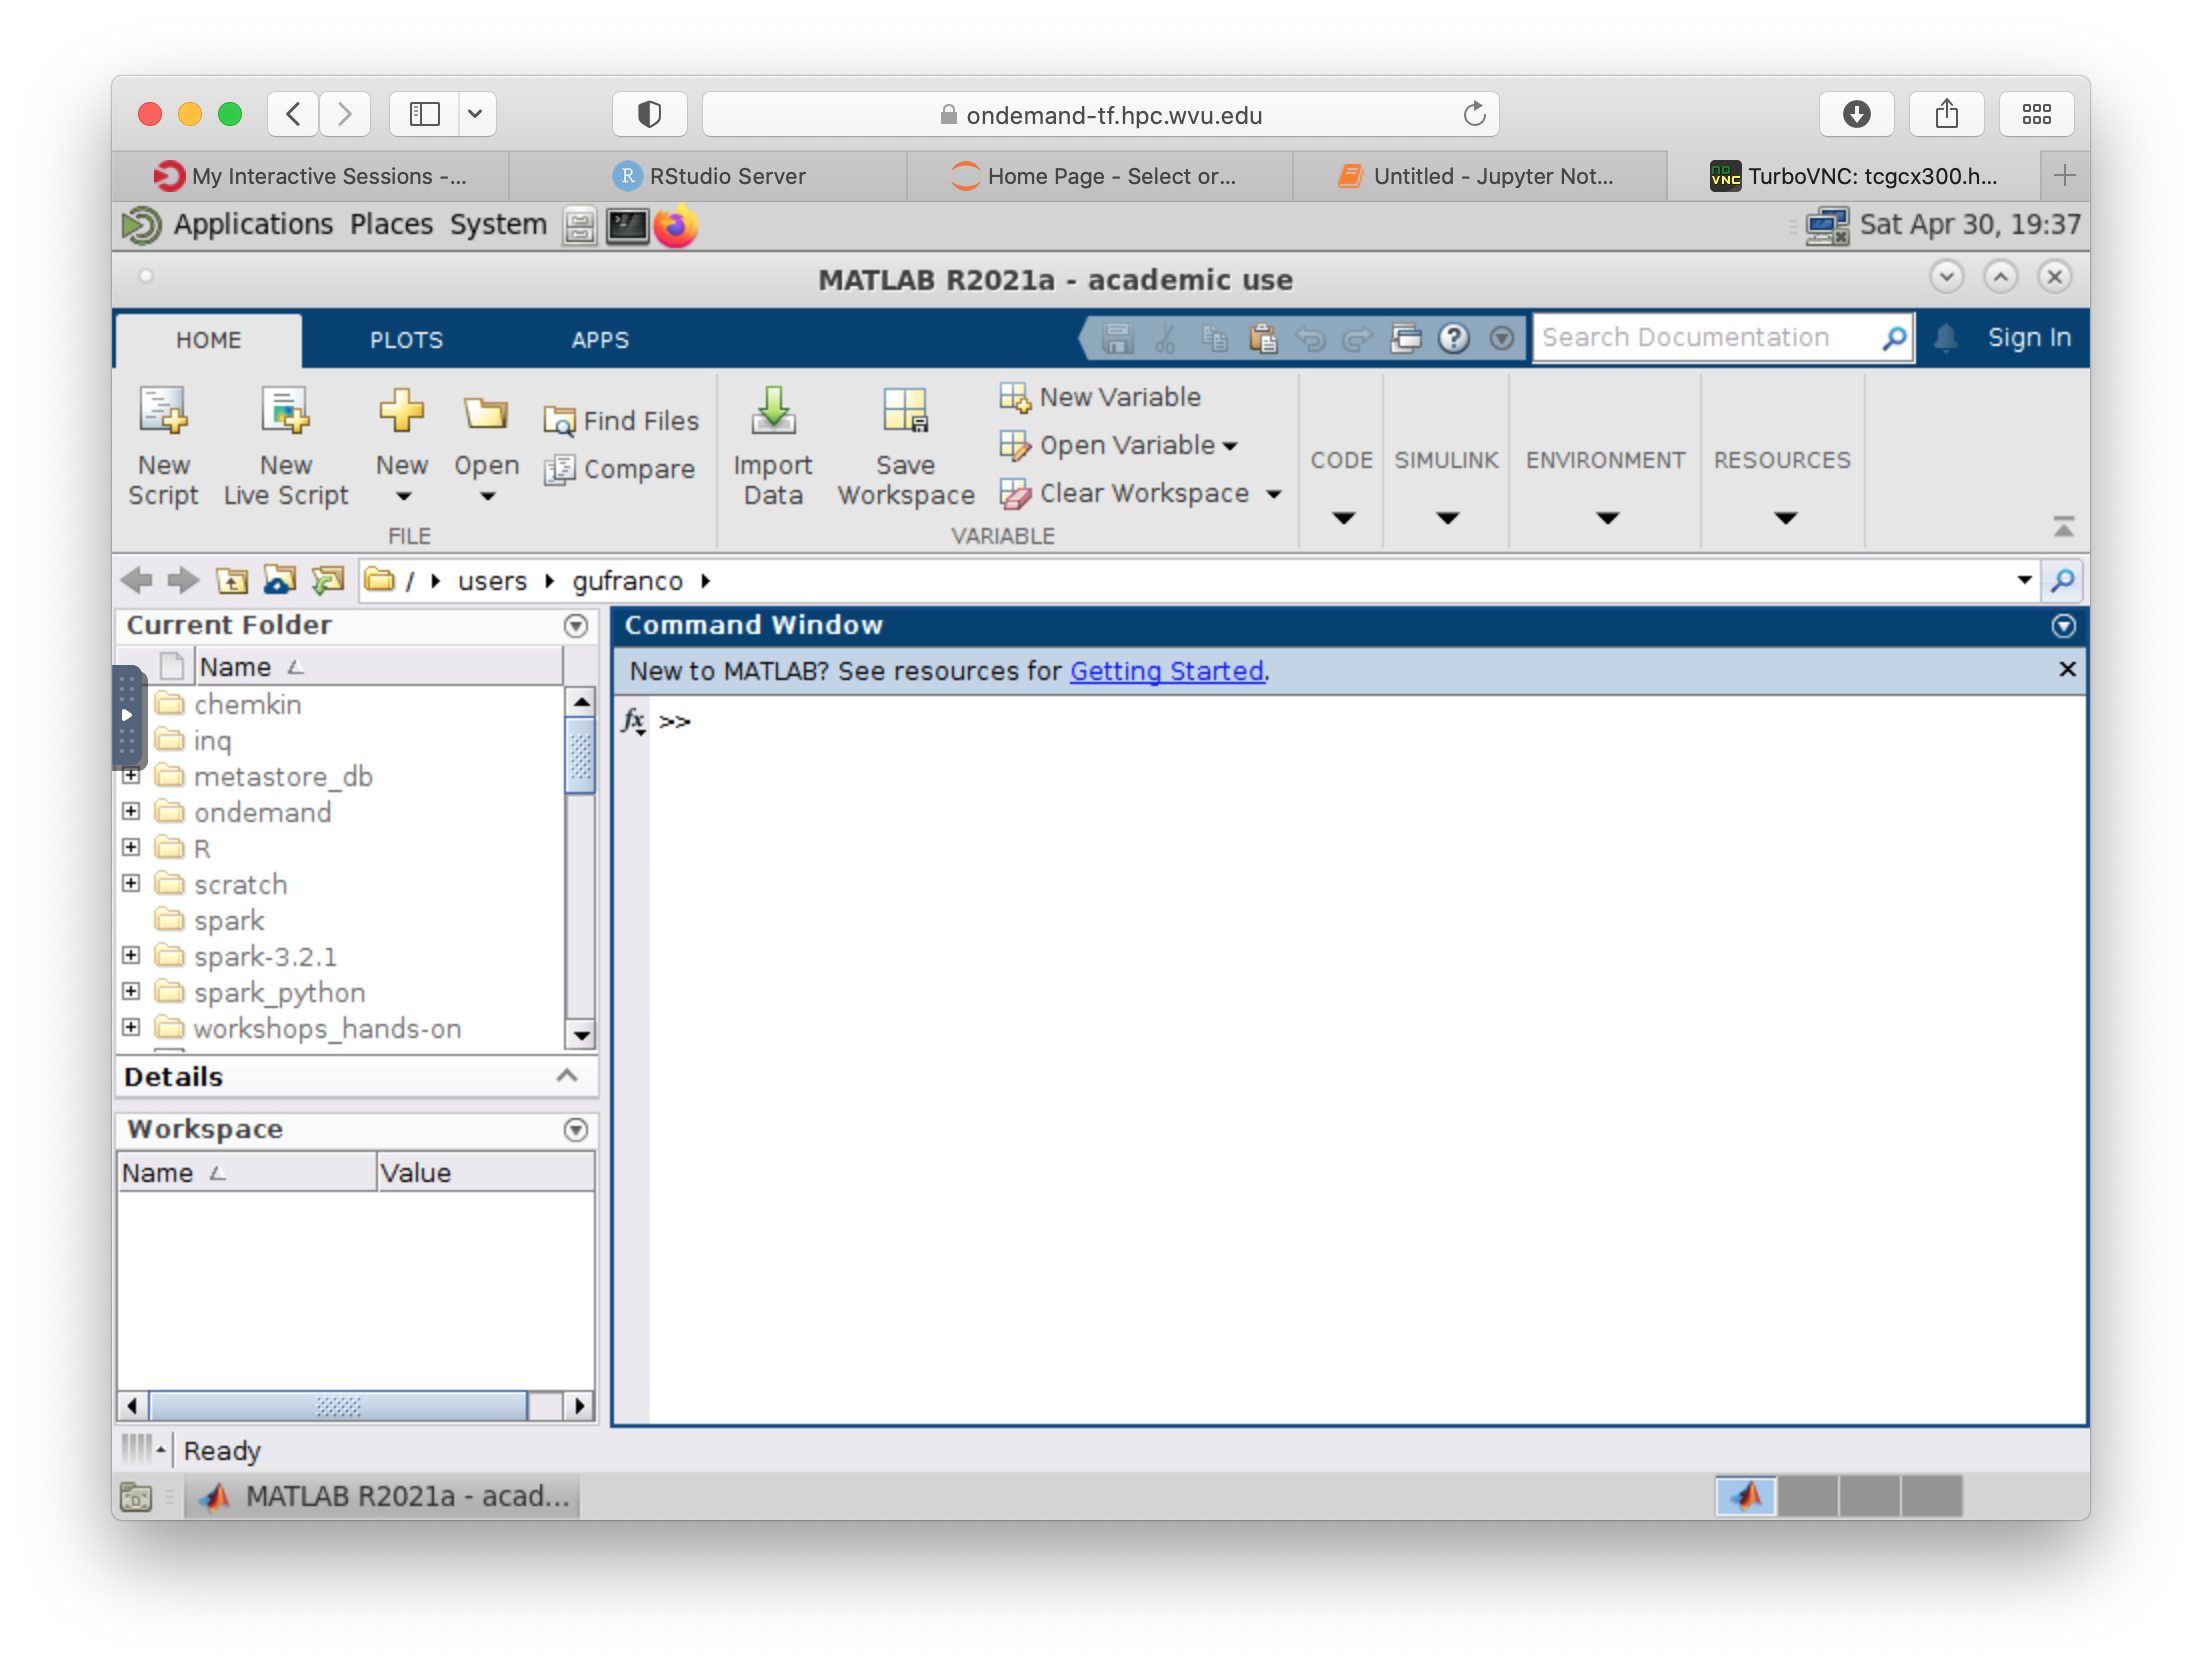 ondemand-tf.hpc.wvu.edu
My Interactive Sessions -...
R RStudio Server
Home Page - Select or...
Untitled - Jupyter Not...
no VNC TurboVNC: tcgcx300.h...
Applications Places System
Sat Apr 30, 19:37
MATLAB R2021a - academic use
HOME PLOTS APPS
Search Documentation
Sign In
New Script
New Live Script
New
Open
Find Files
Compare
FILE
Import Data
Save Workspace
New Variable
Open Variable
Clear Workspace
VARIABLE
CODE
SIMULINK
ENVIRONMENT
RESOURCES
/ users gufranco
Current Folder
Name
chemkin
inq
metastore_db
ondemand
R
scratch
spark
spark-3.2.1
spark_python
workshops_hands-on
Details
Workspace
Name Value
Command Window
New to MATLAB? See resources for Getting Started.
fx >>
Ready
MATLAB R2021a - acad...